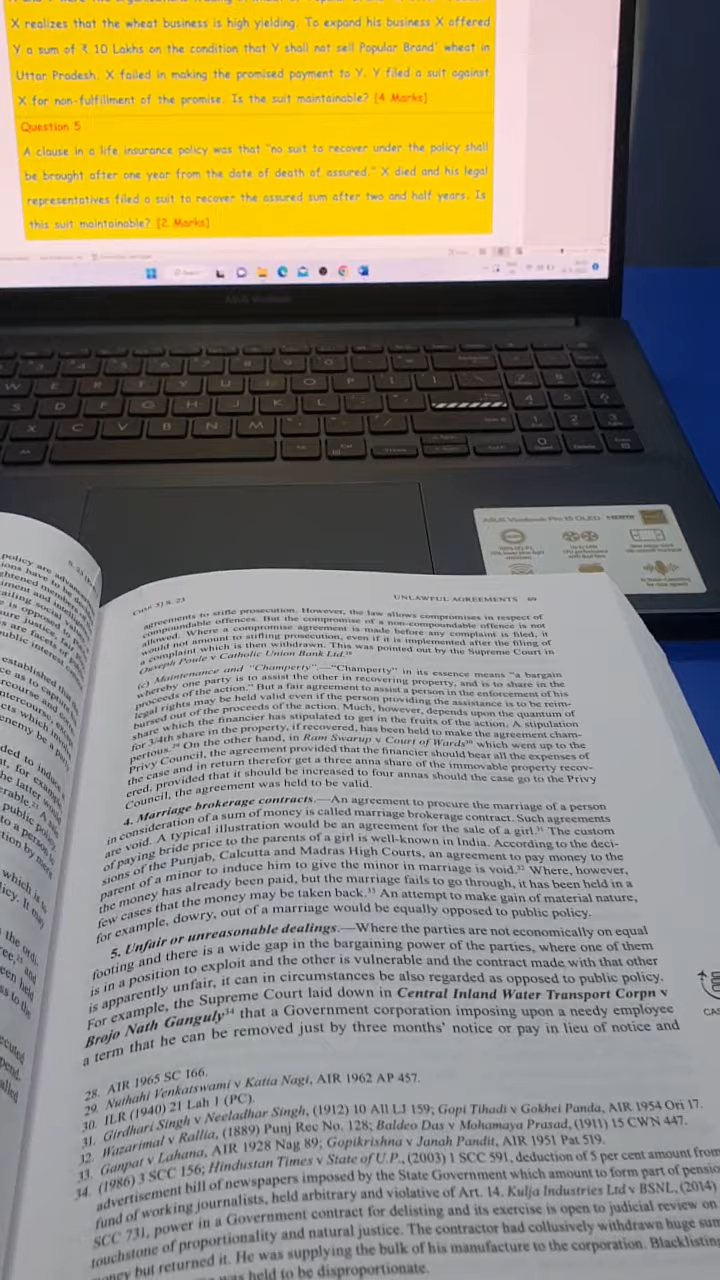 X realizes that the wheat business is high yielding. To expand his business X offered
Y a sum of ₹ 10 Lakhs on the condition that Y shall not sell Popular Brand' wheat in
Uttar Pradesh. X failed in making the promised payment to Y. Y filed a suit against
X for non-fulfillment of the promise. Is the suit maintainable? [4 Marks]
Question 5
A clause in a life insurance policy was that "no suit to recover under the policy shall
be brought after one year from the date of death of assured." X died and his legal
representatives filed a suit to recover the assured sum after two and half years. Is
this suit maintainable? [2 Marks]
ASUS Vivobook
ASUS Vivobook Pro 15 OLED
UNLAWFUL AGREEMENTS 69
agreements to stifle prosecution. However, the law allows compromises in respect of
compoundable offences. But the compromise of a non-compoundable offence is not
allowed. Where a compromise agreement is made before any complaint is filed, it
would not amount to stifling prosecution, even if it is implemented after the filing of
a complaint which is then withdrawn. This was pointed out by the Supreme Court in
Ouseph Poulo v Catholic Union Bank Ltd.28
(c) Maintenance and "Champerty".—"Champerty" in its essence means "a bargain
whereby one party is to assist the other in recovering property, and is to share in the
proceeds of the action." But a fair agreement to assist a person in the enforcement of his
legal rights may be held valid even if the person providing the assistance is to be reim-
bursed out of the proceeds of the action. Much, however, depends upon the quantum of
share which the financier has stipulated to get in the fruits of the action. A stipulation
for 3/4th share in the property, if recovered, has been held to make the agreement cham-
pertous.29 On the other hand, in Ram Sarup v Court of Wards30 which went up to the
Privy Council, the agreement provided that the financier should bear all the expenses of
the case and in return therefor get a three anna share of the immovable property recov-
ered, provided that it should be increased to four annas should the case go to the Privy
Council, the agreement was held to be valid.
4. Marriage brokerage contracts.—An agreement to procure the marriage of a person
in consideration of a sum of money is called marriage brokerage contract. Such agreements
are void. A typical illustration would be an agreement for the sale of a girl.31 The custom
of paying bride price to the parents of a girl is well-known in India. According to the deci-
sions of the Punjab, Calcutta and Madras High Courts, an agreement to pay money to the
parent of a minor to induce him to give the minor in marriage is void.32 Where, however,
the money has already been paid, but the marriage fails to go through, it has been held in a
few cases that the money may be taken back.33 An attempt to make gain of material nature,
for example, dowry, out of a marriage would be equally opposed to public policy.
5. Unfair or unreasonable dealings.—Where the parties are not economically on equal
footing and there is a wide gap in the bargaining power of the parties, where one of them
is in a position to exploit and the other is vulnerable and the contract made with that other
is apparently unfair, it can in circumstances be also regarded as opposed to public policy.
For example, the Supreme Court laid down in Central Inland Water Transport Corpn v
Brojo Nath Ganguly34 that a Government corporation imposing upon a needy employee
a term that he can be removed just by three months' notice or pay in lieu of notice and
28. AIR 1965 SC 166.
29. Nuthahi Venkatswami v Katta Nagi, AIR 1962 AP 457.
30. ILR (1940) 21 Lah 1 (PC).
31. Girdhari Singh v Neeladhar Singh, (1912) 10 All LJ 159; Gopi Tihadi v Gokhei Panda, AIR 1954 Ori 17.
32. Wazarimal v Rallia, (1889) Punj Rec No. 128; Baldeo Das v Mohamaya Prasad, (1911) 15 CWN 447.
33. Ganpat v Lahana, AIR 1928 Nag 89; Gopikrishna v Janak Pandit, AIR 1951 Pat 519.
34. (1986) 3 SCC 156; Hindustan Times v State of U.P., (2003) 1 SCC 591, deduction of 5 per cent amount from
advertisement bill of newspapers imposed by the State Government which amount to form part of pensio
fund of working journalists, held arbitrary and violative of Art. 14. Kulja Industries Ltd v BSNL, (2014)
SCC 731, power in a Government contract for delisting and its exercise is open to judicial review on
touchstone of proportionality and natural justice. The contractor had collusively withdrawn huge sum
money but returned it. He was supplying the bulk of his manufacture to the corporation. Blacklisting
was held to be disproportionate.